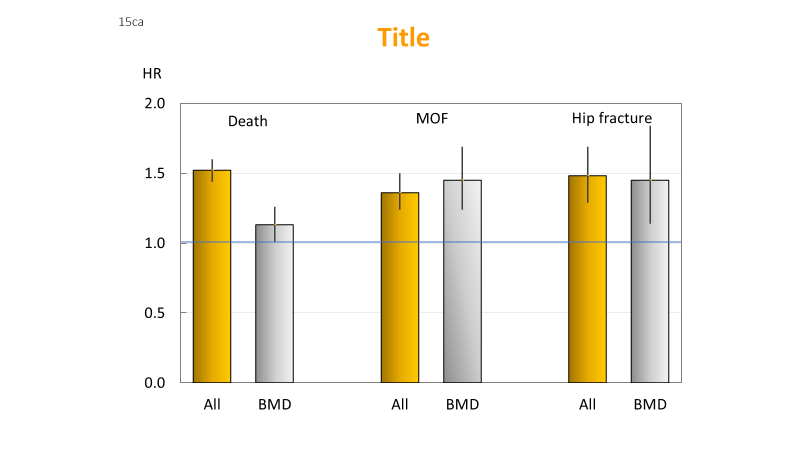 15ca
Title
HR
2.0
Death MOF Hip fracture
1.5
1.0
0.5
0.0
All BMD All BMD All BMD